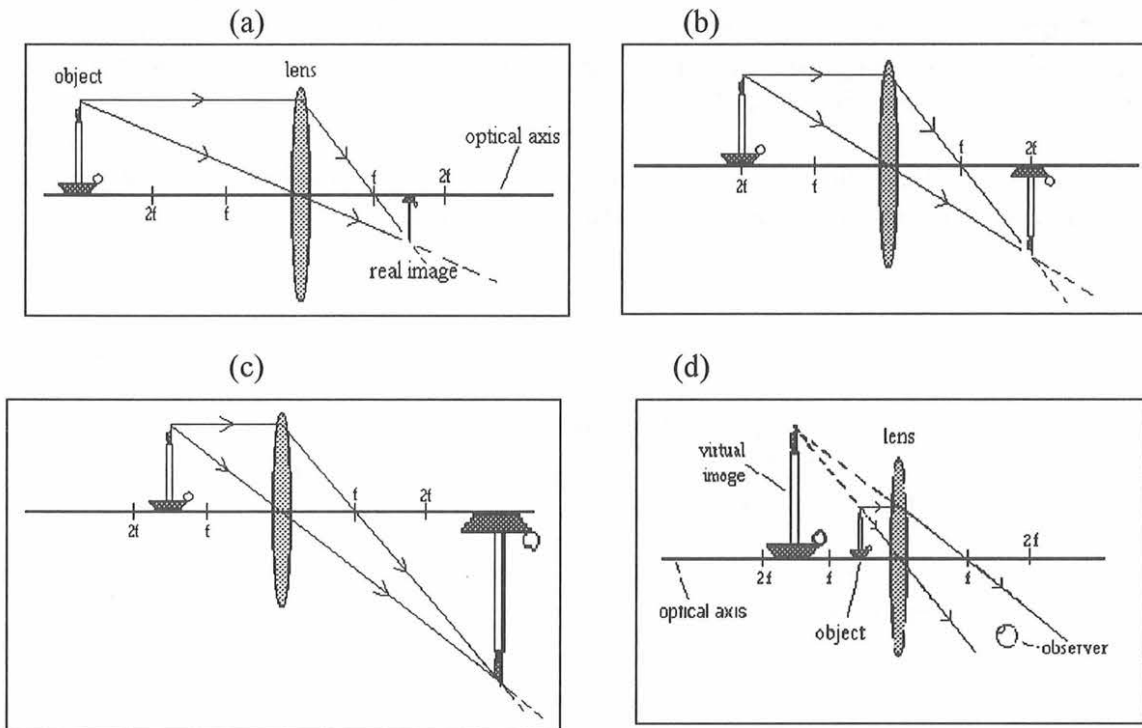 (a)
object
lens
optical axis
2f
f
f
2f
real image
(b)
2f
f
f
2f
(c)
2f
f
f
2f
(d)
lens
virtual
imoge
2f
f
f
2f
optical axis
object
observer